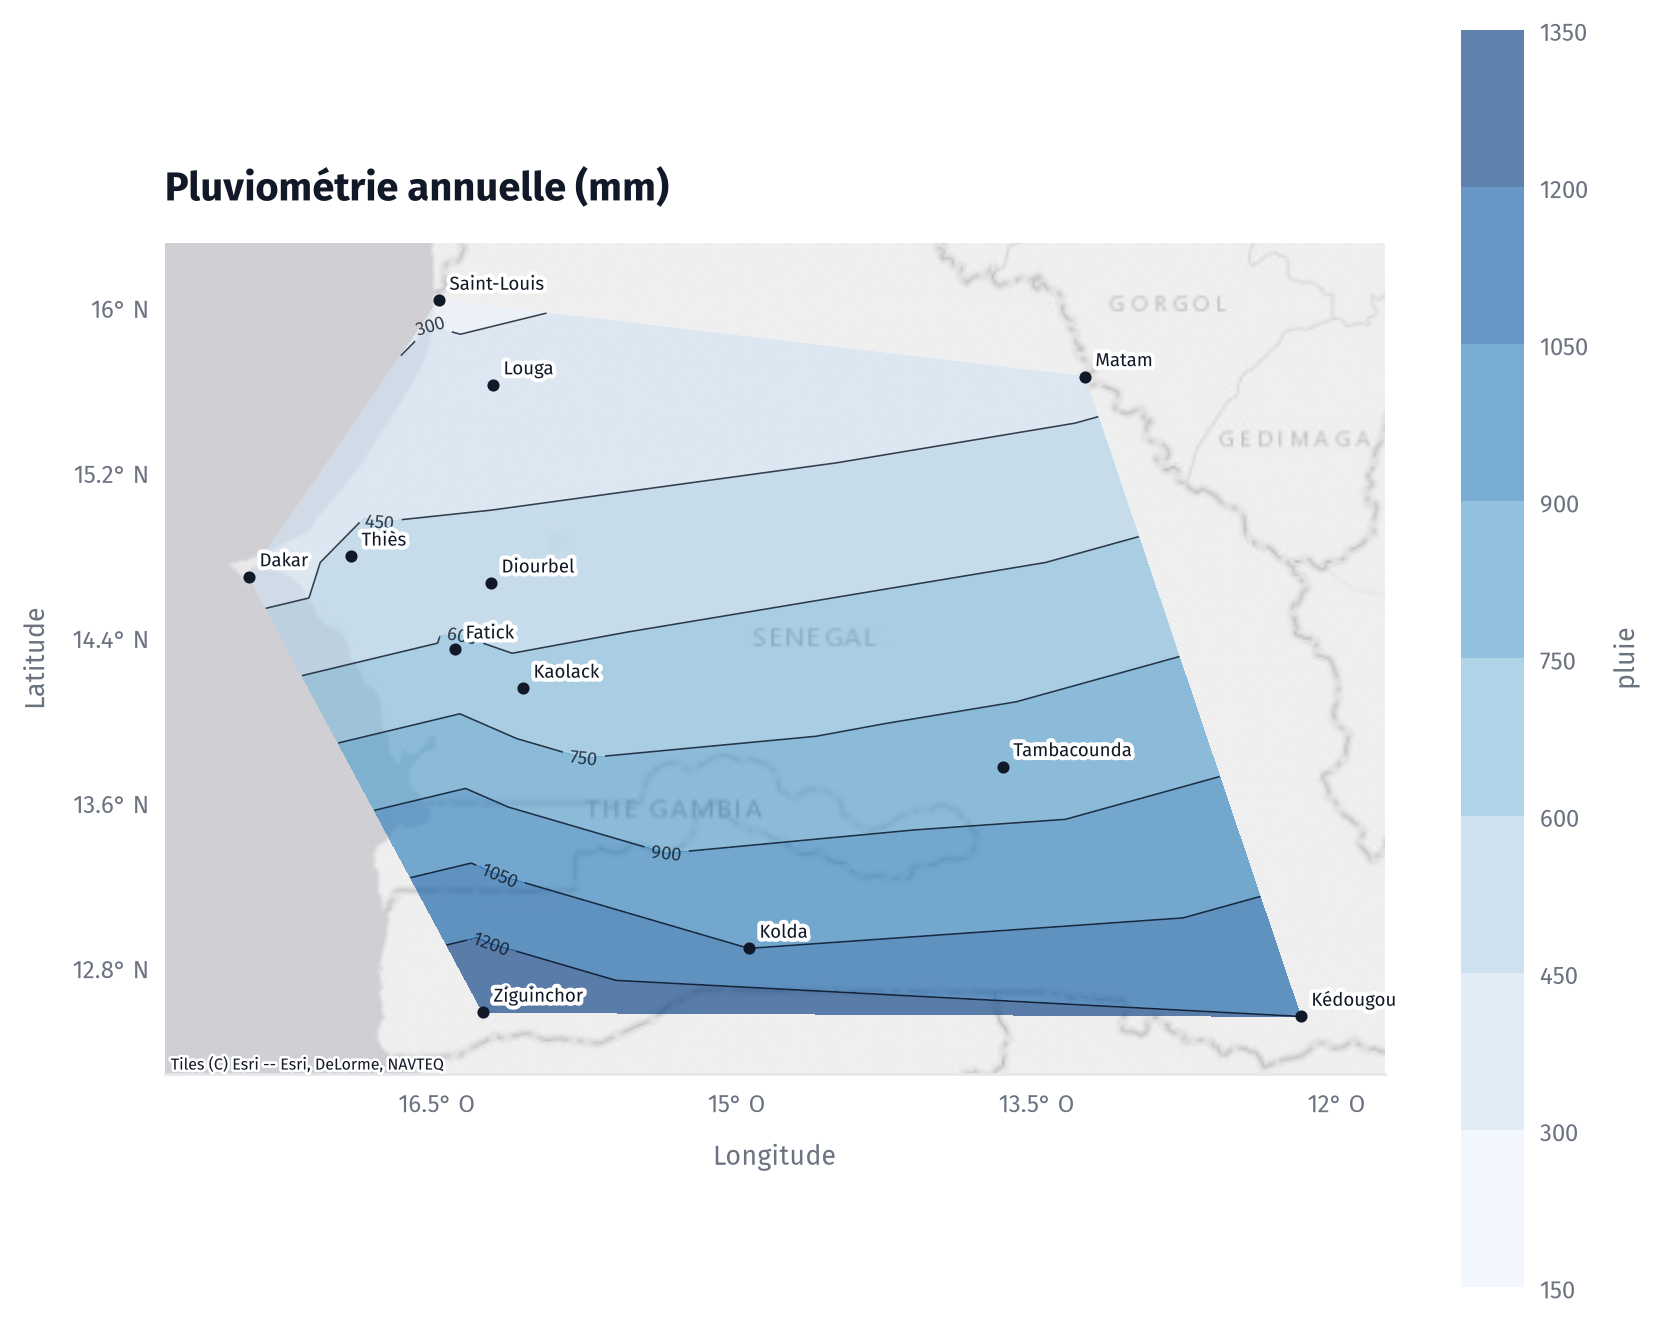 Pluviométrie annuelle (mm)
1350
1200
1050
900
750
600
450
300
150
pluie
16° N
15.2° N
14.4° N
13.6° N
12.8° N
Latitude
Saint-Louis
300
GORGOL
Matam
Louga
GEDIMAGA
450
Thiès
Dakar
Diourbel
Fatick
SENEGAL
Kaolack
Tambacounda
750
THE GAMBIA
900
1050
Kolda
1200
Ziguinchor
Kédougou
Tiles (C) Esri -- Esri, DeLorme, NAVTEQ
16.5° O
15° O
13.5° O
12° O
Longitude